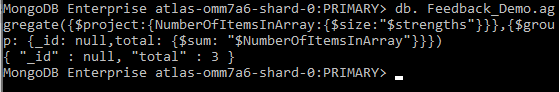 MongoDB Enterprise atlas-omm7a6-shard-0:PRIMARY> db. Feedback_Demo.ag
gregate({$project:{NumberOfItemsInArray:{$size:"$strengths"}}},{$grou
p: {_id: null,total: {$sum: "$NumberOfItemsInArray"}}})
{ "_id" : null, "total" : 3 }
MongoDB Enterprise atlas-omm7a6-shard-0:PRIMARY>